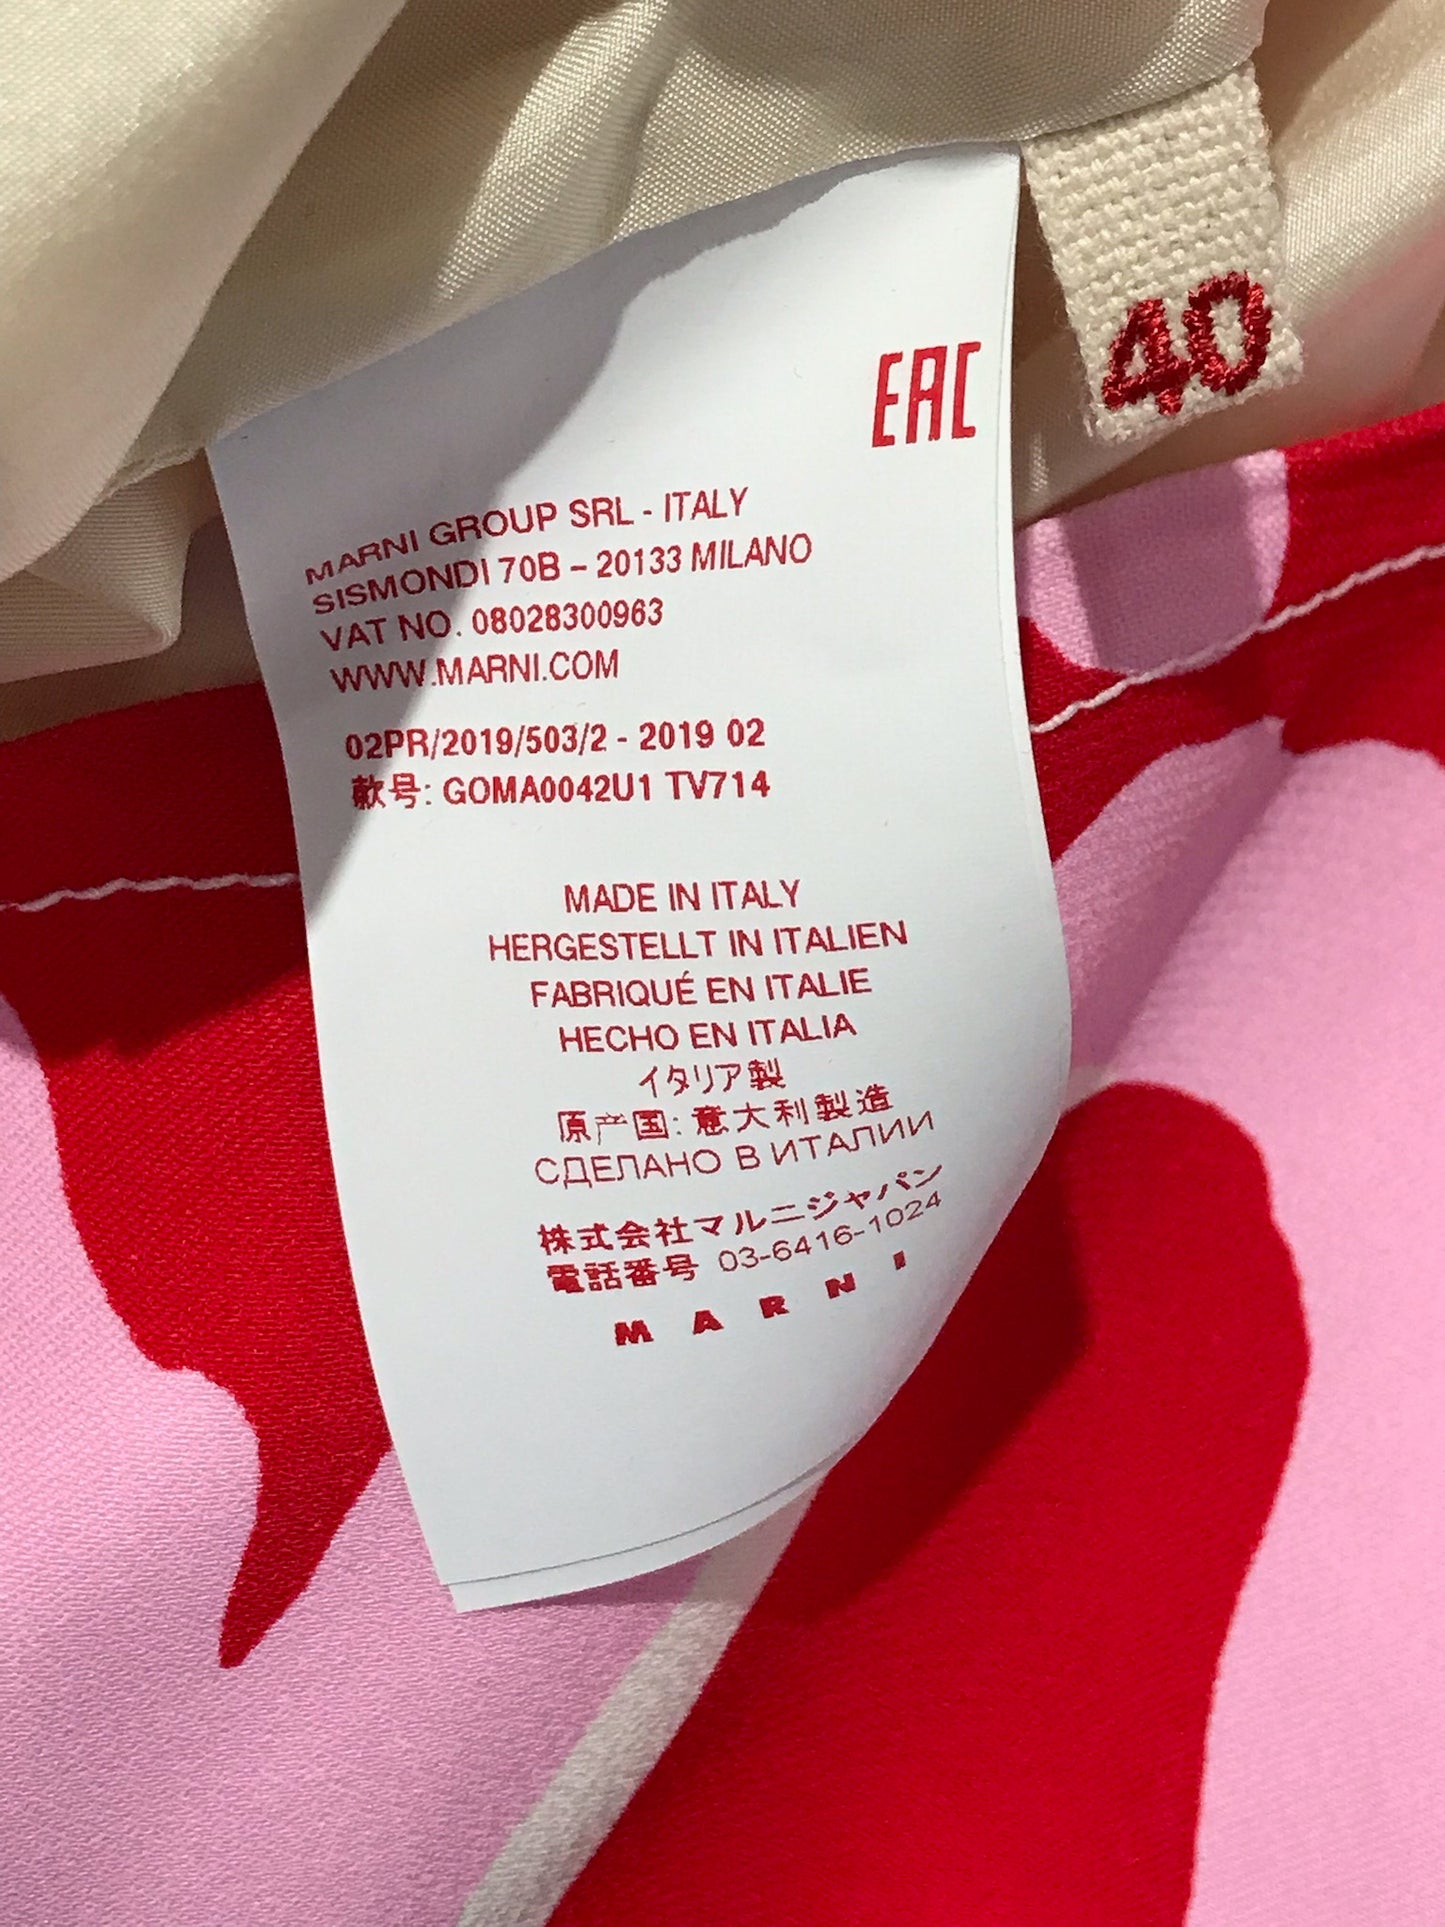 40
EAC
MARNI GROUP SRL - ITALY
SISMONDI 70B – 20133 MILANO
VAT NO. 08028300963
WWW.MARNI.COM
02PR/2019/503/2 - 2019 02
款号: GOMA0042U1 TV714
MADE IN ITALY
HERGESTELLT IN ITALIEN
FABRIQUÉ EN ITALIE
HECHO EN ITALIA
イタリア製
原产国: 意大利製造
СДЕЛАНО В ИТАЛИИ
株式会社マルニジャパン
電話番号 03-6416-1024
MARNI